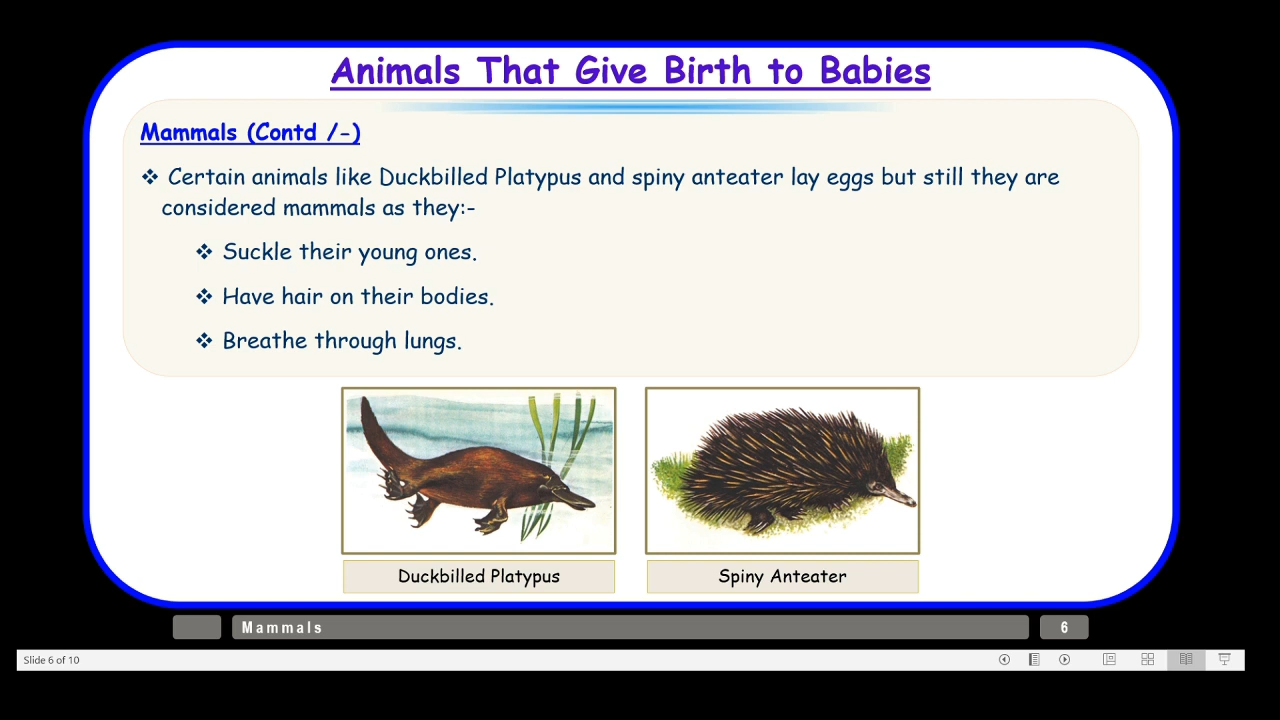 Animals That Give Birth to Babies
Mammals (Contd /-)
❖ Certain animals like Duckbilled Platypus and spiny anteater lay eggs but still they are
considered mammals as they:-
❖ Suckle their young ones.
❖ Have hair on their bodies.
❖ Breathe through lungs.
Duckbilled Platypus
Spiny Anteater
Mammals
6
Slide 6 of 10